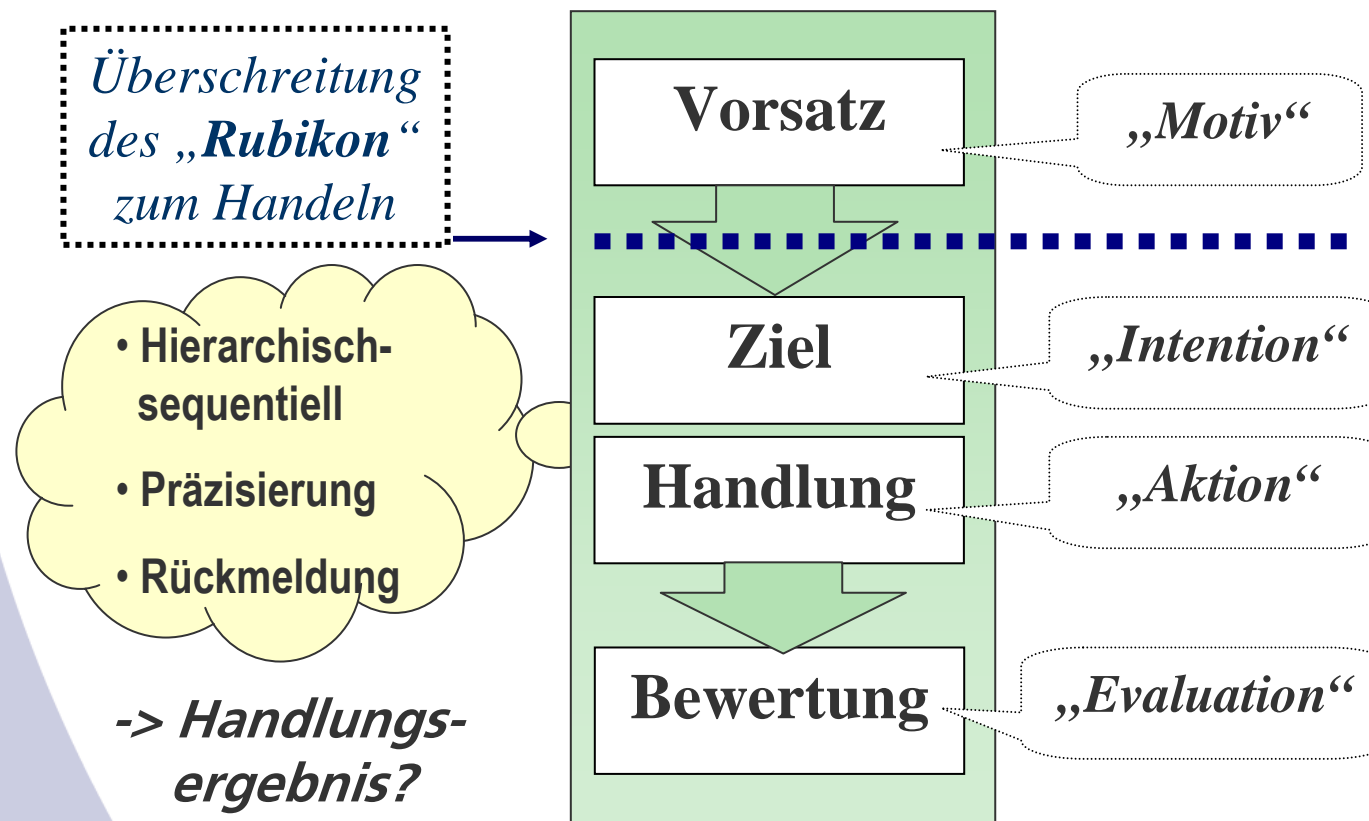 Überschreitung
des „Rubikon“
zum Handeln
Vorsatz
„Motiv“
Ziel
„Intention“
• Hierarchisch-
sequentiell
• Präzisierung
• Rückmeldung
Handlung
„Aktion“
Bewertung
„Evaluation“
-> Handlungs-
ergebnis?